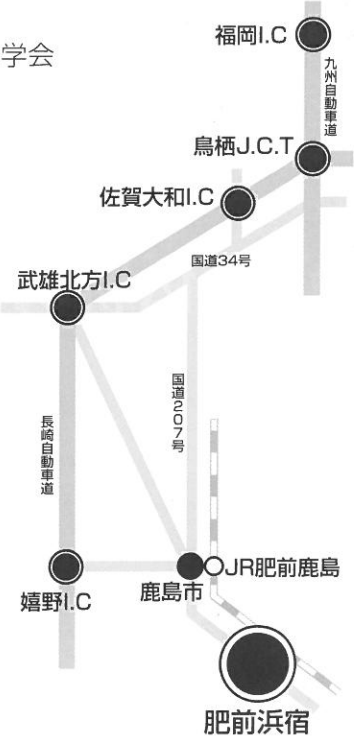 福岡I.C
学会
九州自動車道
鳥栖J.C.T
佐賀大和I.C
国道34号
武雄北方I.C
国道207号
長崎自動車道
JR肥前鹿島
鹿島市
嬉野I.C
肥前浜宿